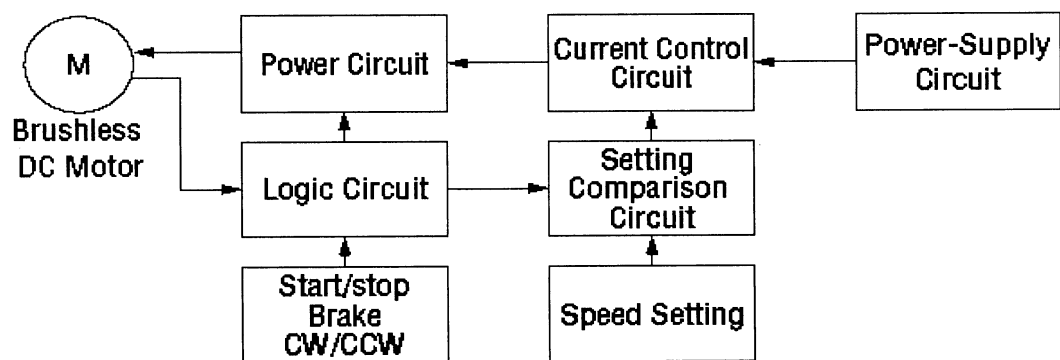 M
Brushless
DC Motor
Power Circuit
Current Control
Circuit
Power-Supply
Circuit
Logic Circuit
Setting
Comparison
Circuit
Start/stop
Brake
CW/CCW
Speed Setting